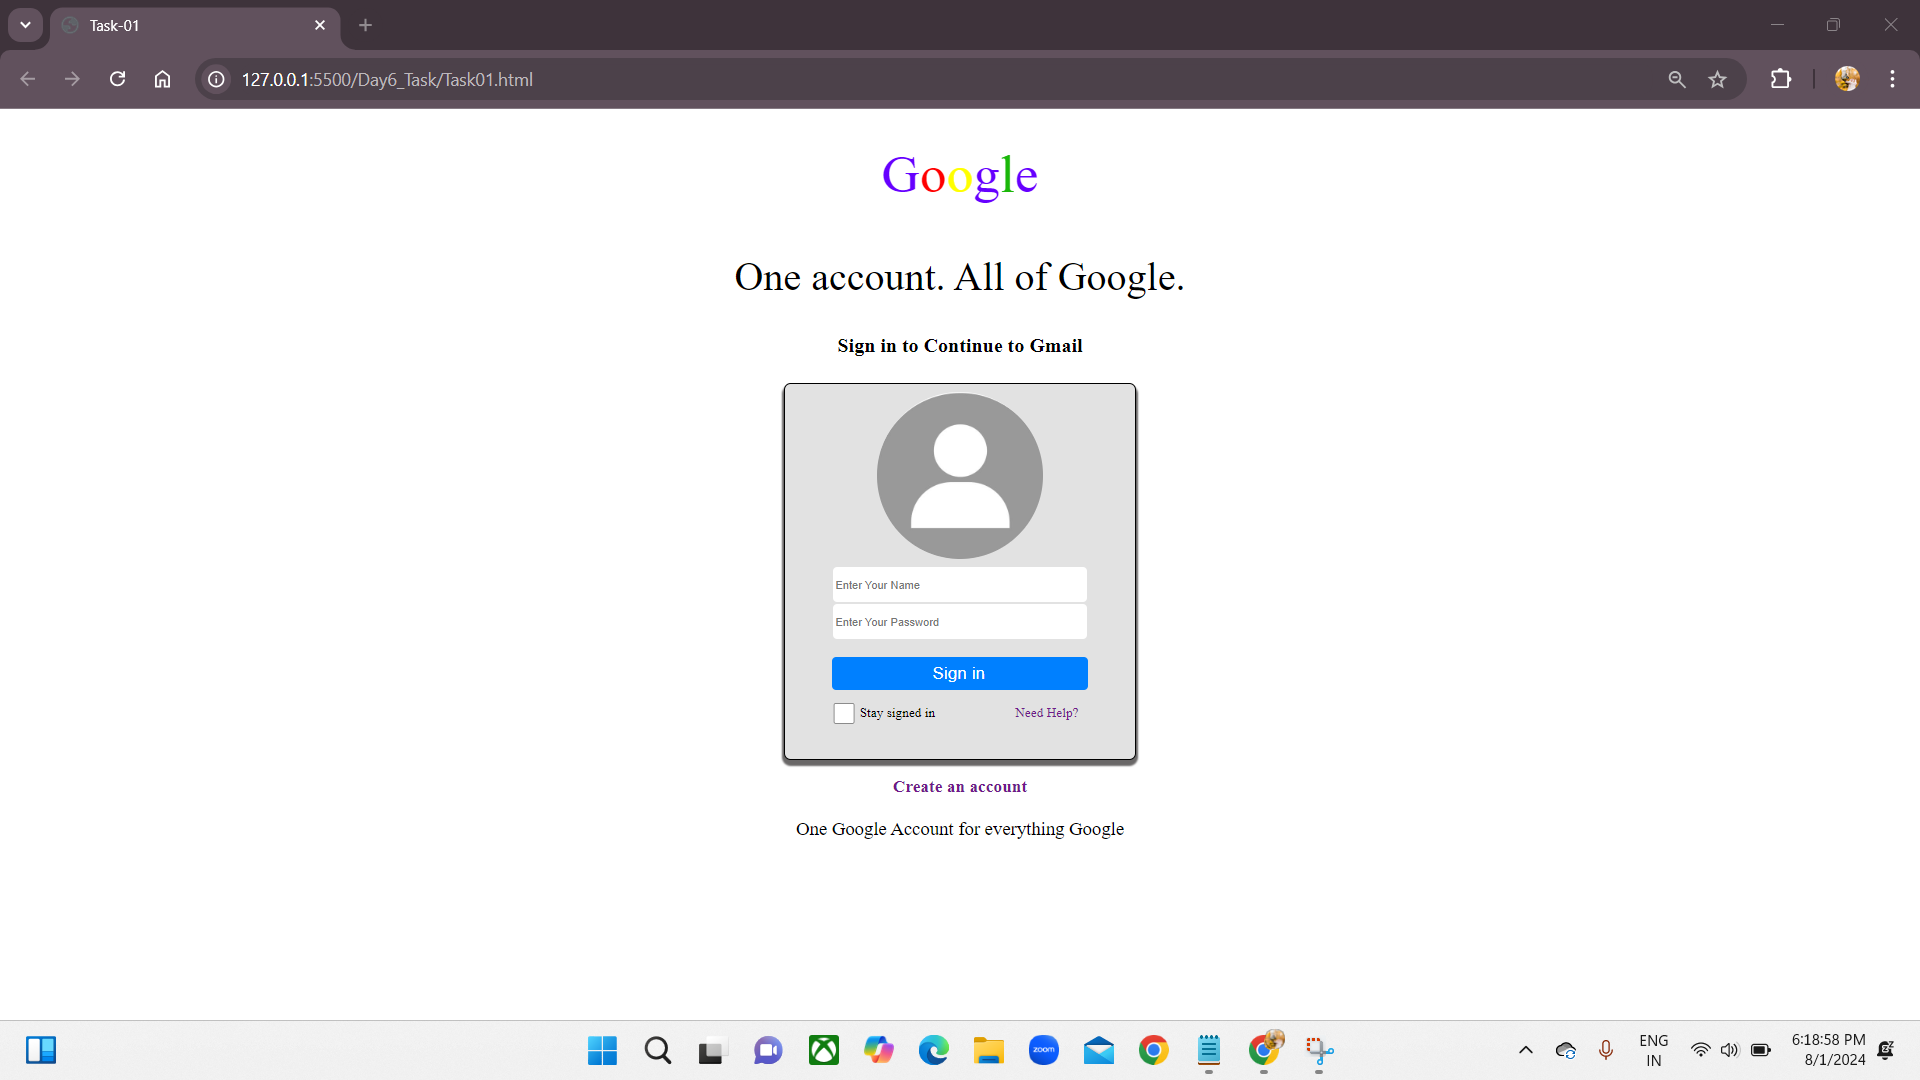 Task-01
127.0.0.1:5500/Day6_Task/Task01.html
Google
One account. All of Google.
Sign in to Continue to Gmail
Enter Your Name
Enter Your Password
Sign in
Stay signed in Need Help?
Create an account
One Google Account for everything Google
zoom
ENG
IN
6:18:58 PM
8/1/2024